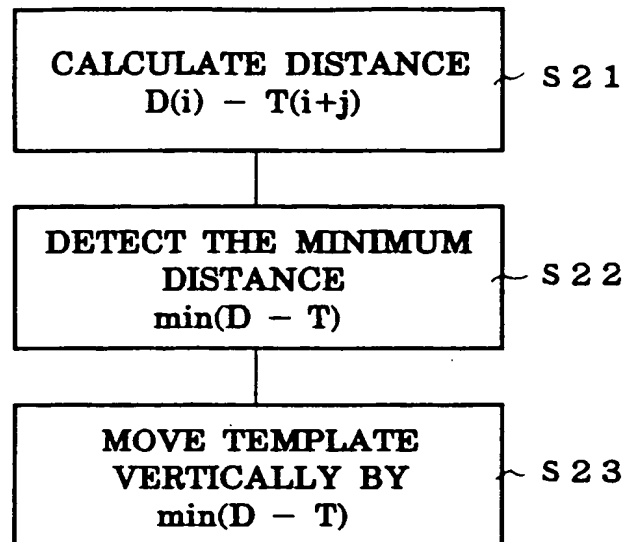 CALCULATE DISTANCE
D(i) − T(i+j)
S21
DETECT THE MINIMUM
DISTANCE
min(D − T)
S22
MOVE TEMPLATE
VERTICALLY BY
min(D − T)
S23